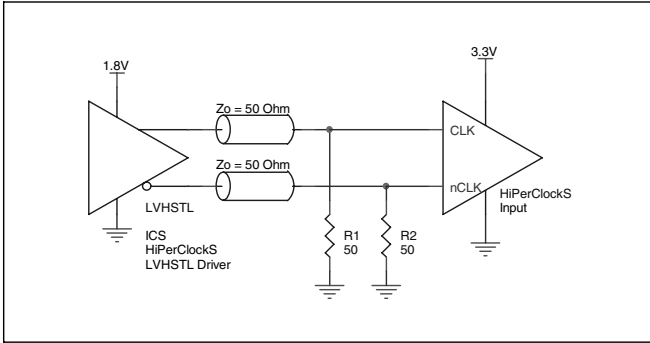 1.8V
3.3V
Zo = 50 Ohm
CLK
Zo = 50 Ohm
nCLK
HiPerClockS
Input
LVHSTL
ICS
HiPerClockS
LVHSTL Driver
R1
50
R2
50